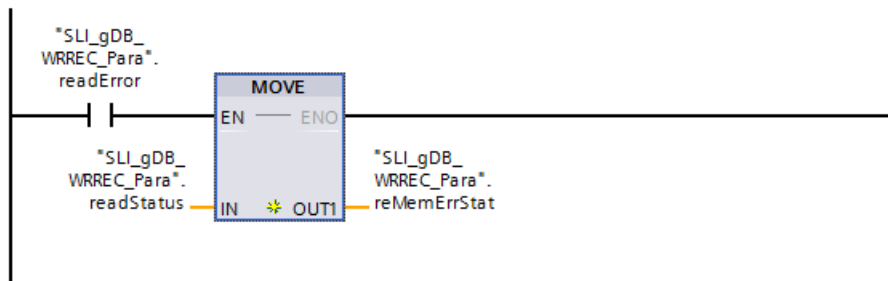 "SLI_gDB_
WRREC_Para".
readError
MOVE
EN
ENO
"SLI_gDB_
WRREC_Para".
readStatus
IN
OUT1
"SLI_gDB_
WRREC_Para".
reMemErrStat